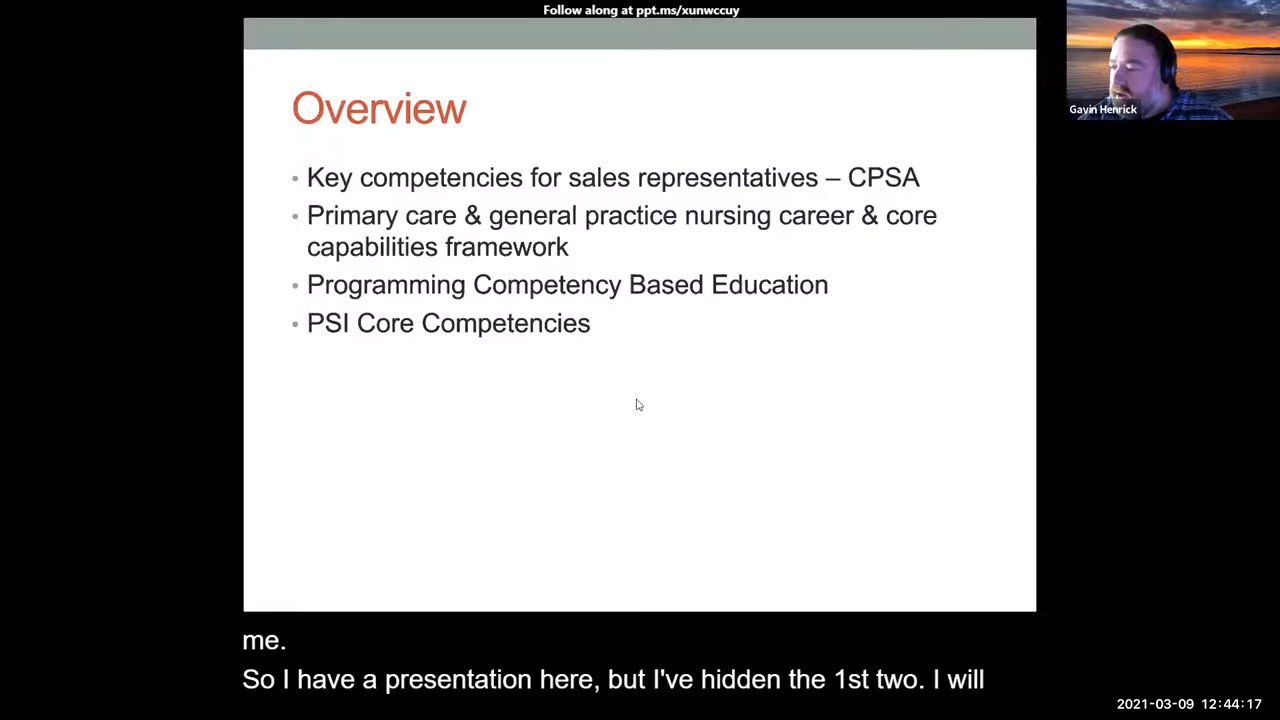 Follow along at ppt.ms/xunwccuy
Gavin Henrick
Overview
• Key competencies for sales representatives – CPSA
• Primary care & general practice nursing career & core
capabilities framework
• Programming Competency Based Education
• PSI Core Competencies
me.
So I have a presentation here, but I've hidden the 1st two. I will
2021-03-09 12:44:17